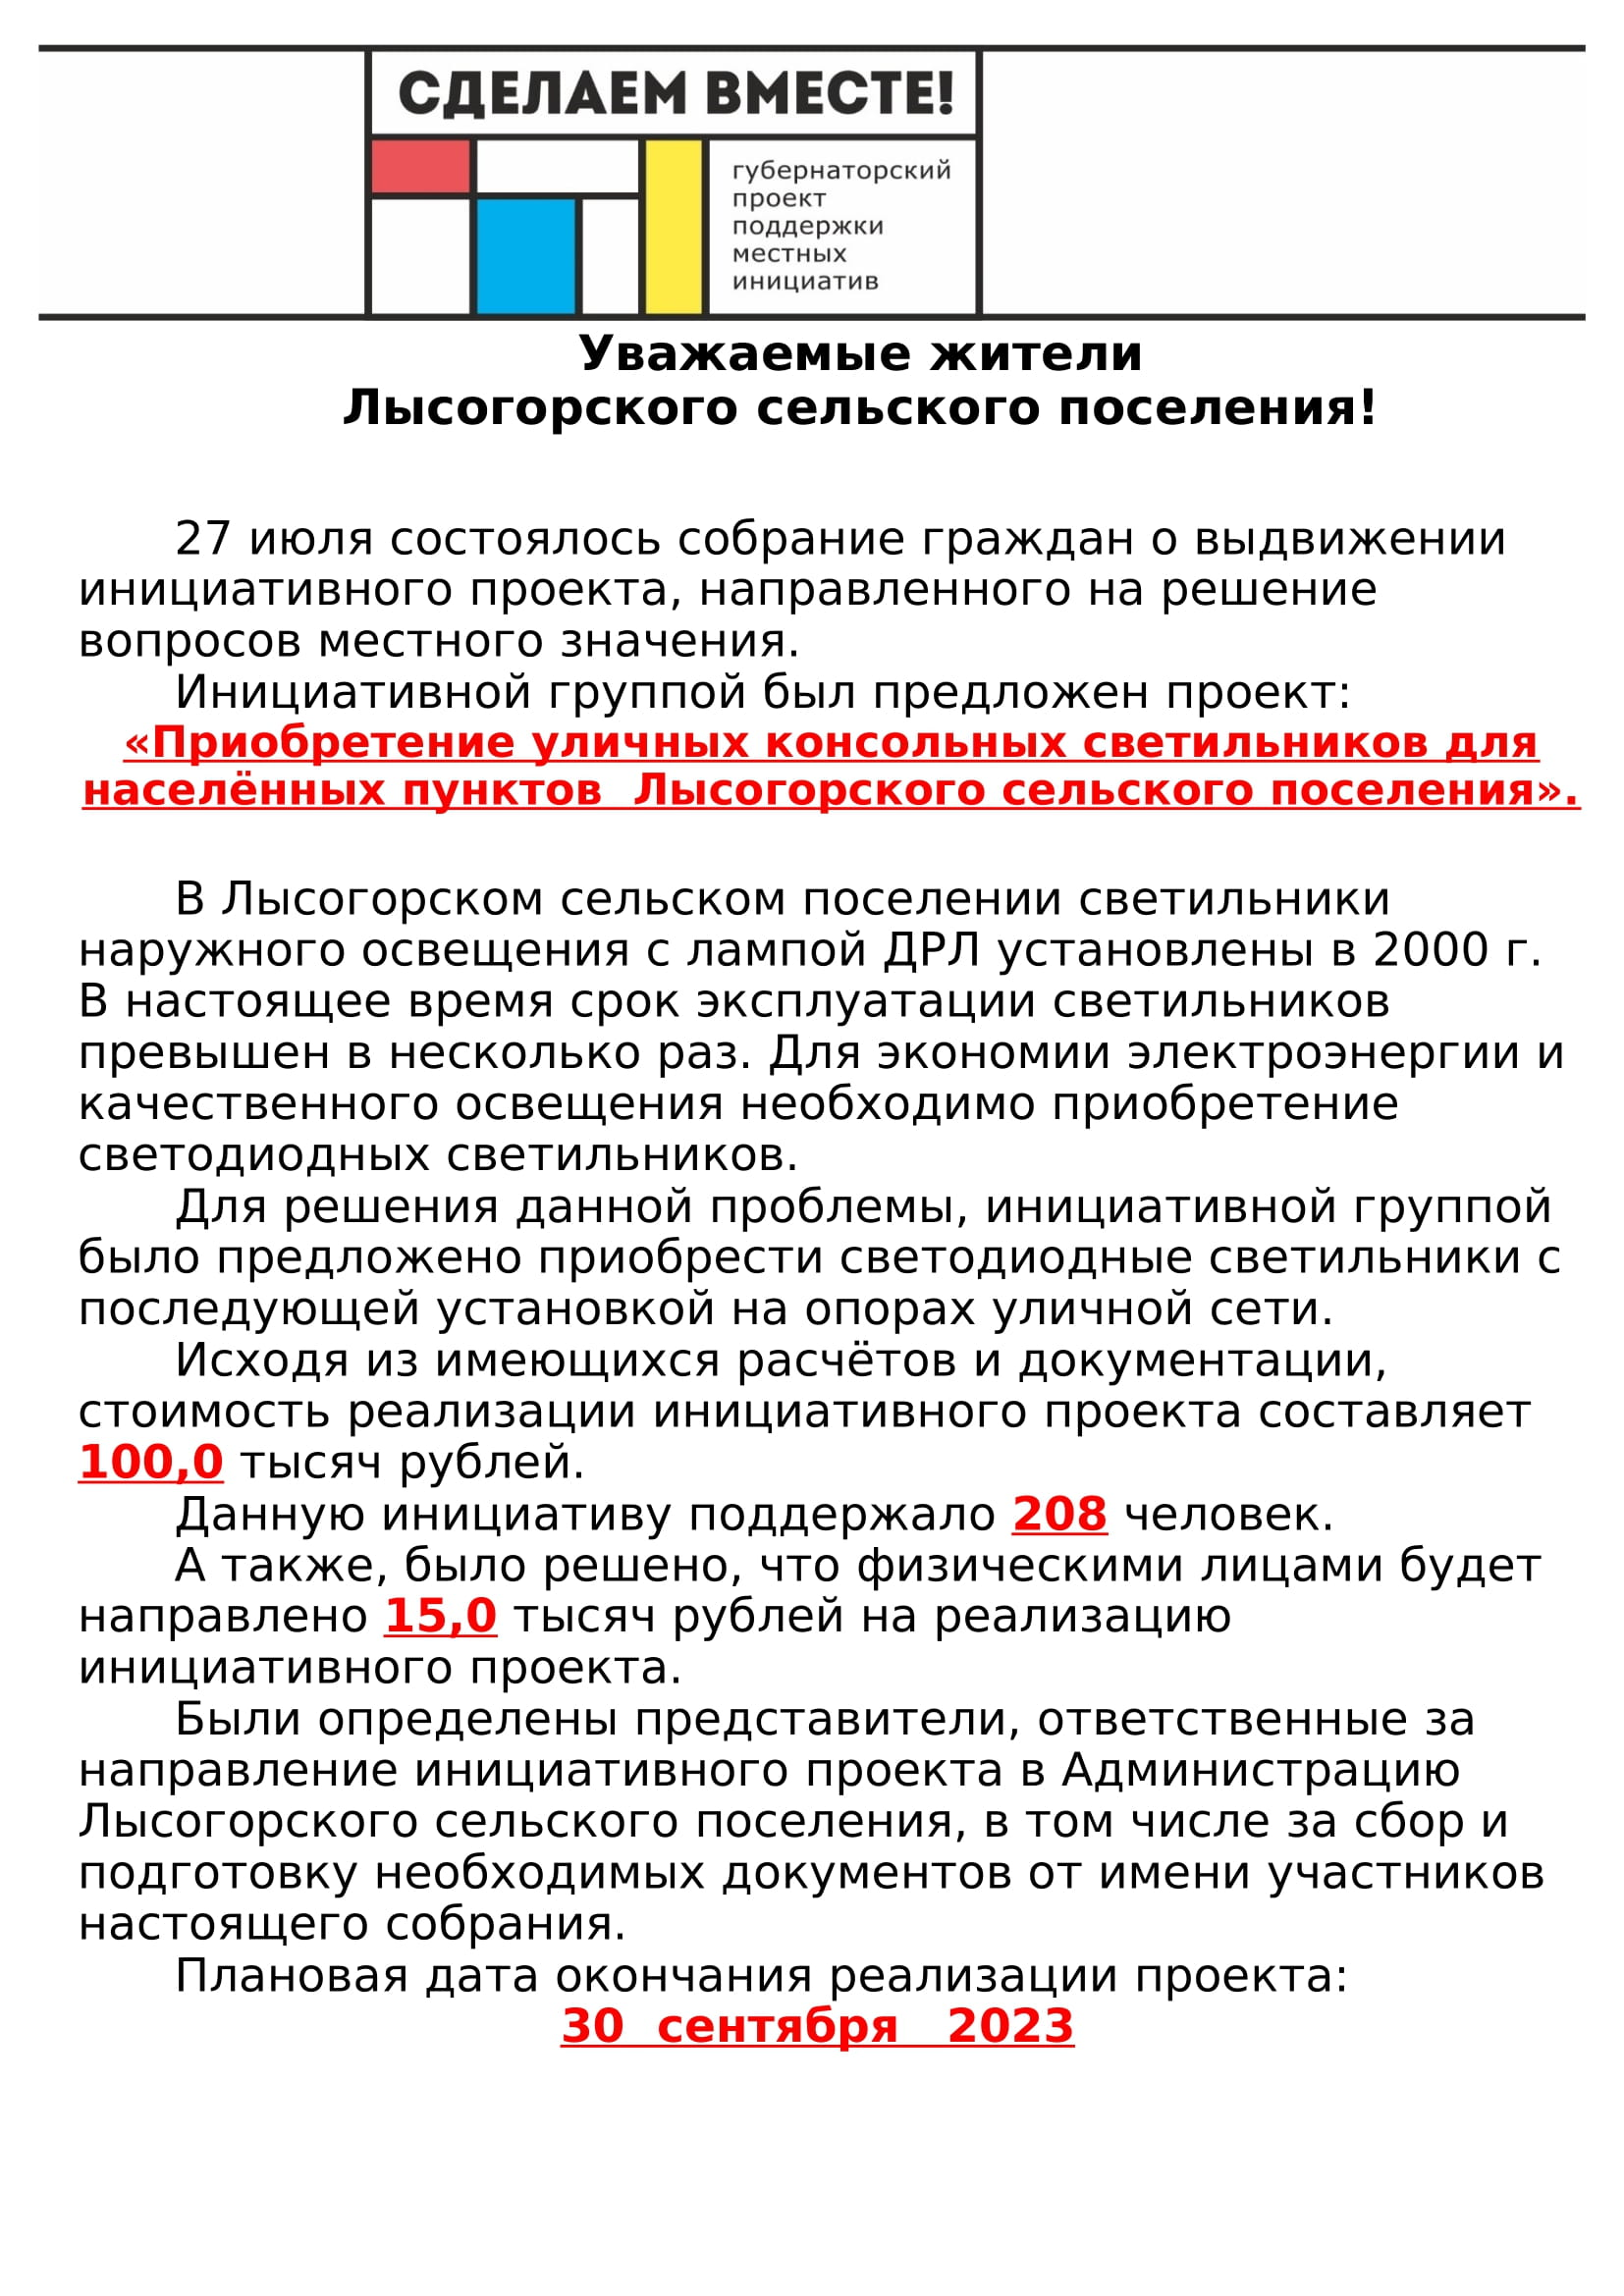 СДЕЛАЕМ ВМЕСТЕ!
губернаторский
проект
поддержки
местных
инициатив
Уважаемые жители
Лысогорского сельского поселения!
27 июля состоялось собрание граждан о выдвижении
инициативного проекта, направленного на решение
вопросов местного значения.
Инициативной группой был предложен проект:
«Приобретение уличных консольных светильников для
населённых пунктов  Лысогорского сельского поселения».
В Лысогорском сельском поселении светильники
наружного освещения с лампой ДРЛ установлены в 2000 г.
В настоящее время срок эксплуатации светильников
превышен в несколько раз. Для экономии электроэнергии и
качественного освещения необходимо приобретение
светодиодных светильников.
Для решения данной проблемы, инициативной группой
было предложено приобрести светодиодные светильники с
последующей установкой на опорах уличной сети.
Исходя из имеющихся расчётов и документации,
стоимость реализации инициативного проекта составляет
100,0 тысяч рублей.
Данную инициативу поддержало 208 человек.
А также, было решено, что физическими лицами будет
направлено 15,0 тысяч рублей на реализацию
инициативного проекта.
Были определены представители, ответственные за
направление инициативного проекта в Администрацию
Лысогорского сельского поселения, в том числе за сбор и
подготовку необходимых документов от имени участников
настоящего собрания.
Плановая дата окончания реализации проекта:
30  сентября   2023